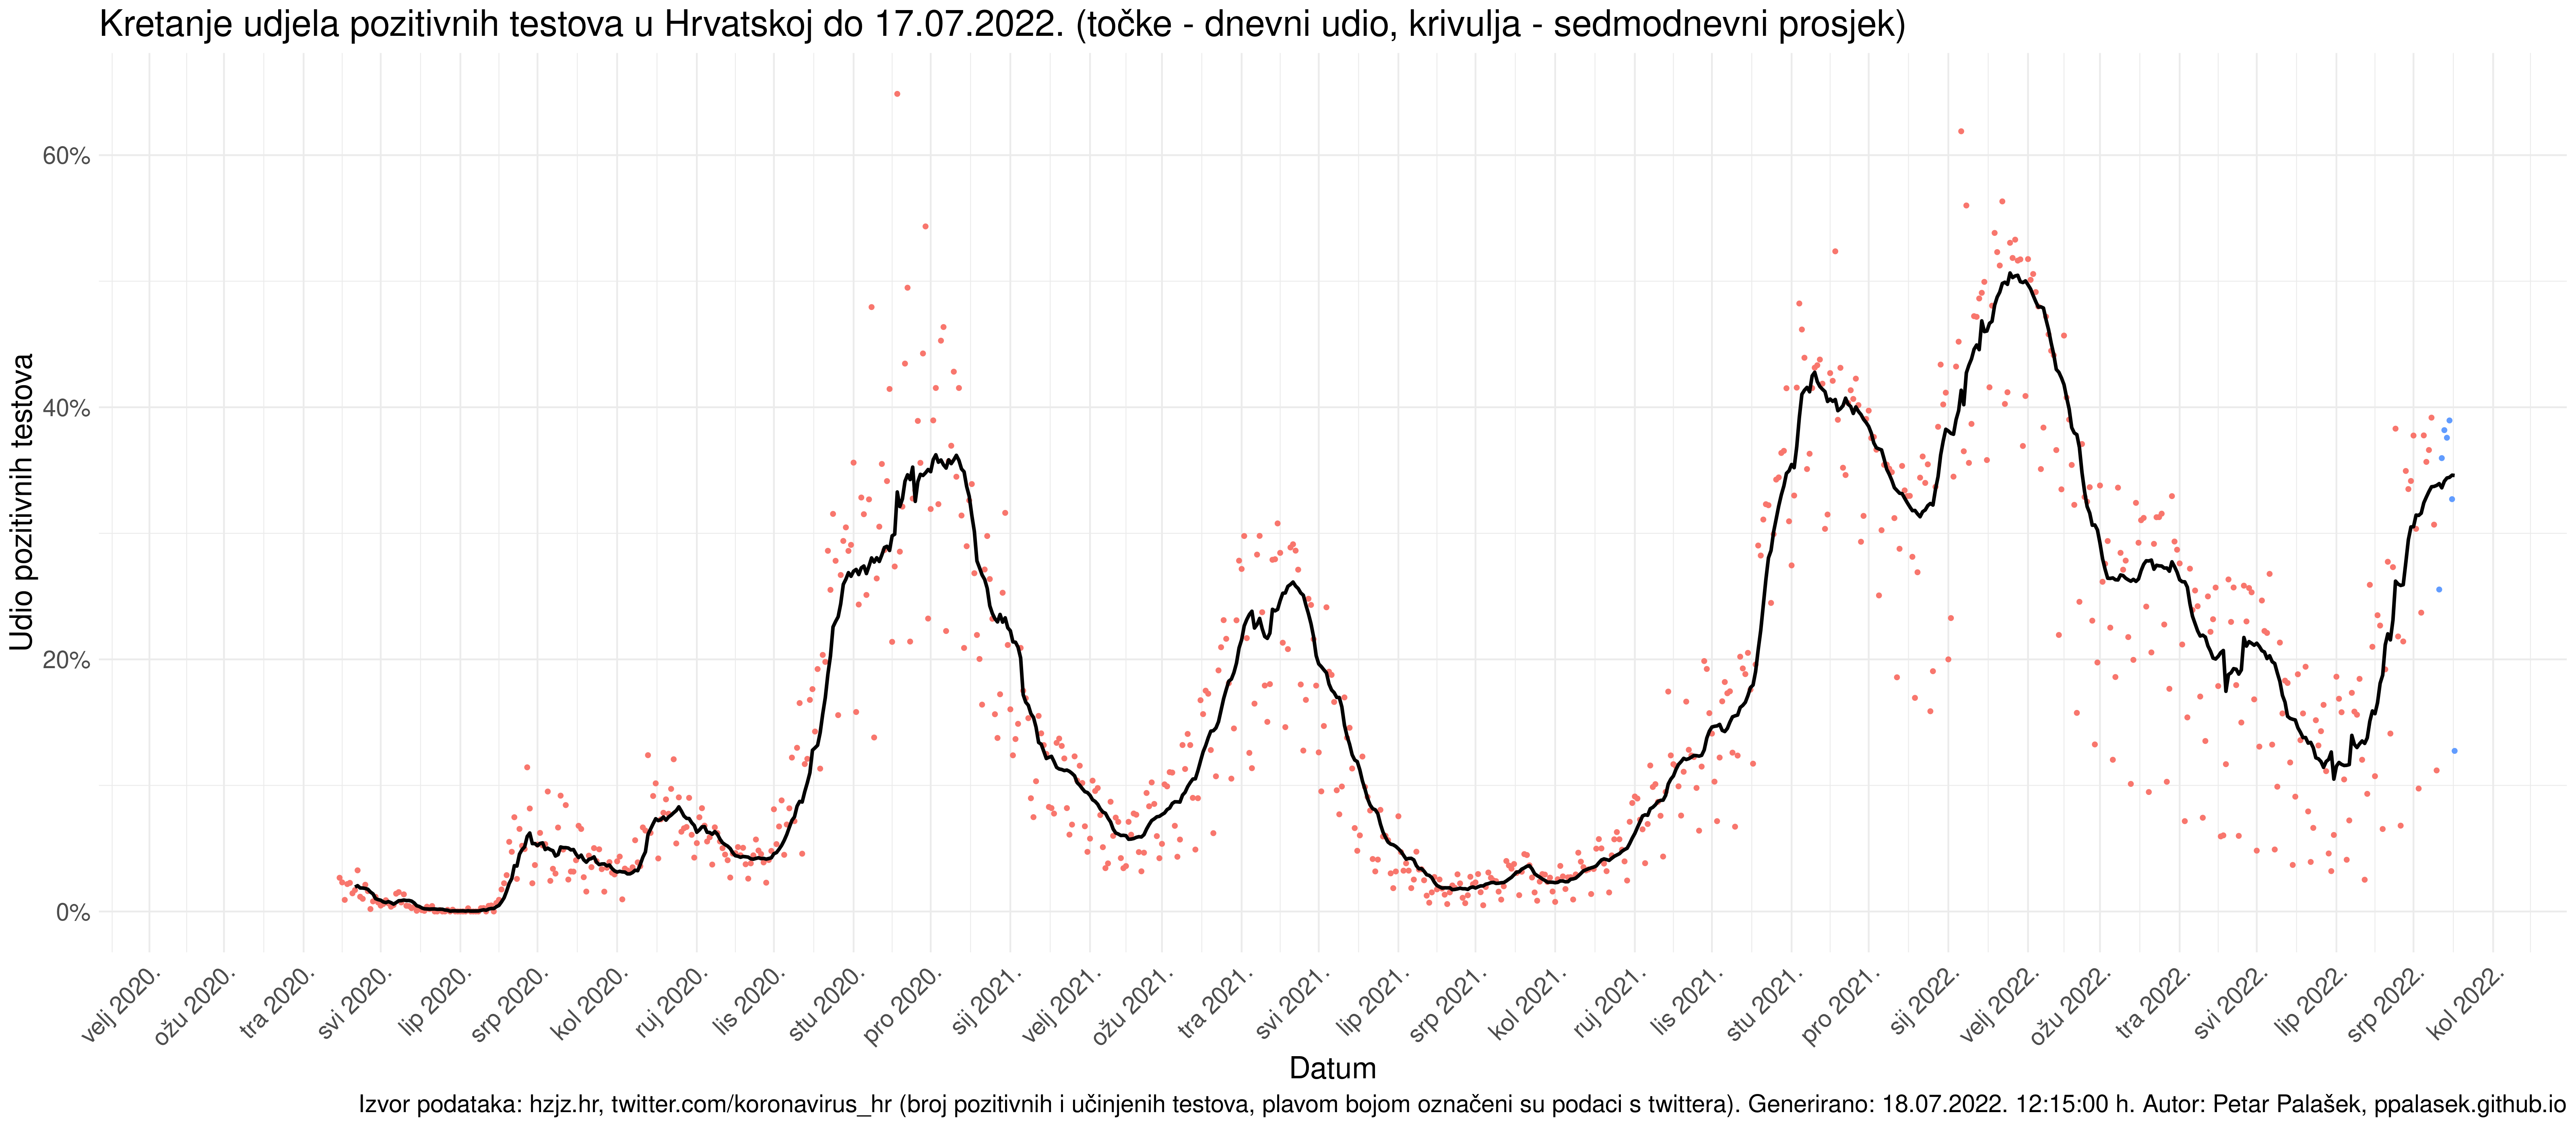 Kretanje udjela pozitivnih testova u Hrvatskoj do 17.07.2022. (točke - dnevni udio, krivulja - sedmodnevni prosjek)
Udio pozitivnih testova
60%
40%
20%
0%
velj 2020.
ožu 2020.
tra 2020.
svi 2020.
lip 2020.
srp 2020.
kol 2020.
ruj 2020.
lis 2020.
stu 2020.
pro 2020.
sij 2021.
velj 2021.
ožu 2021.
tra 2021.
svi 2021.
lip 2021.
srp 2021.
kol 2021.
ruj 2021.
lis 2021.
stu 2021.
pro 2021.
sij 2022.
velj 2022.
ožu 2022.
tra 2022.
svi 2022.
lip 2022.
srp 2022.
kol 2022.
Datum
Izvor podataka: hzjz.hr, twitter.com/koronavirus_hr (broj pozitivnih i učinjenih testova, plavom bojom označeni su podaci s twittera). Generirano: 18.07.2022. 12:15:00 h. Autor: Petar Palašek, ppalasek.github.io